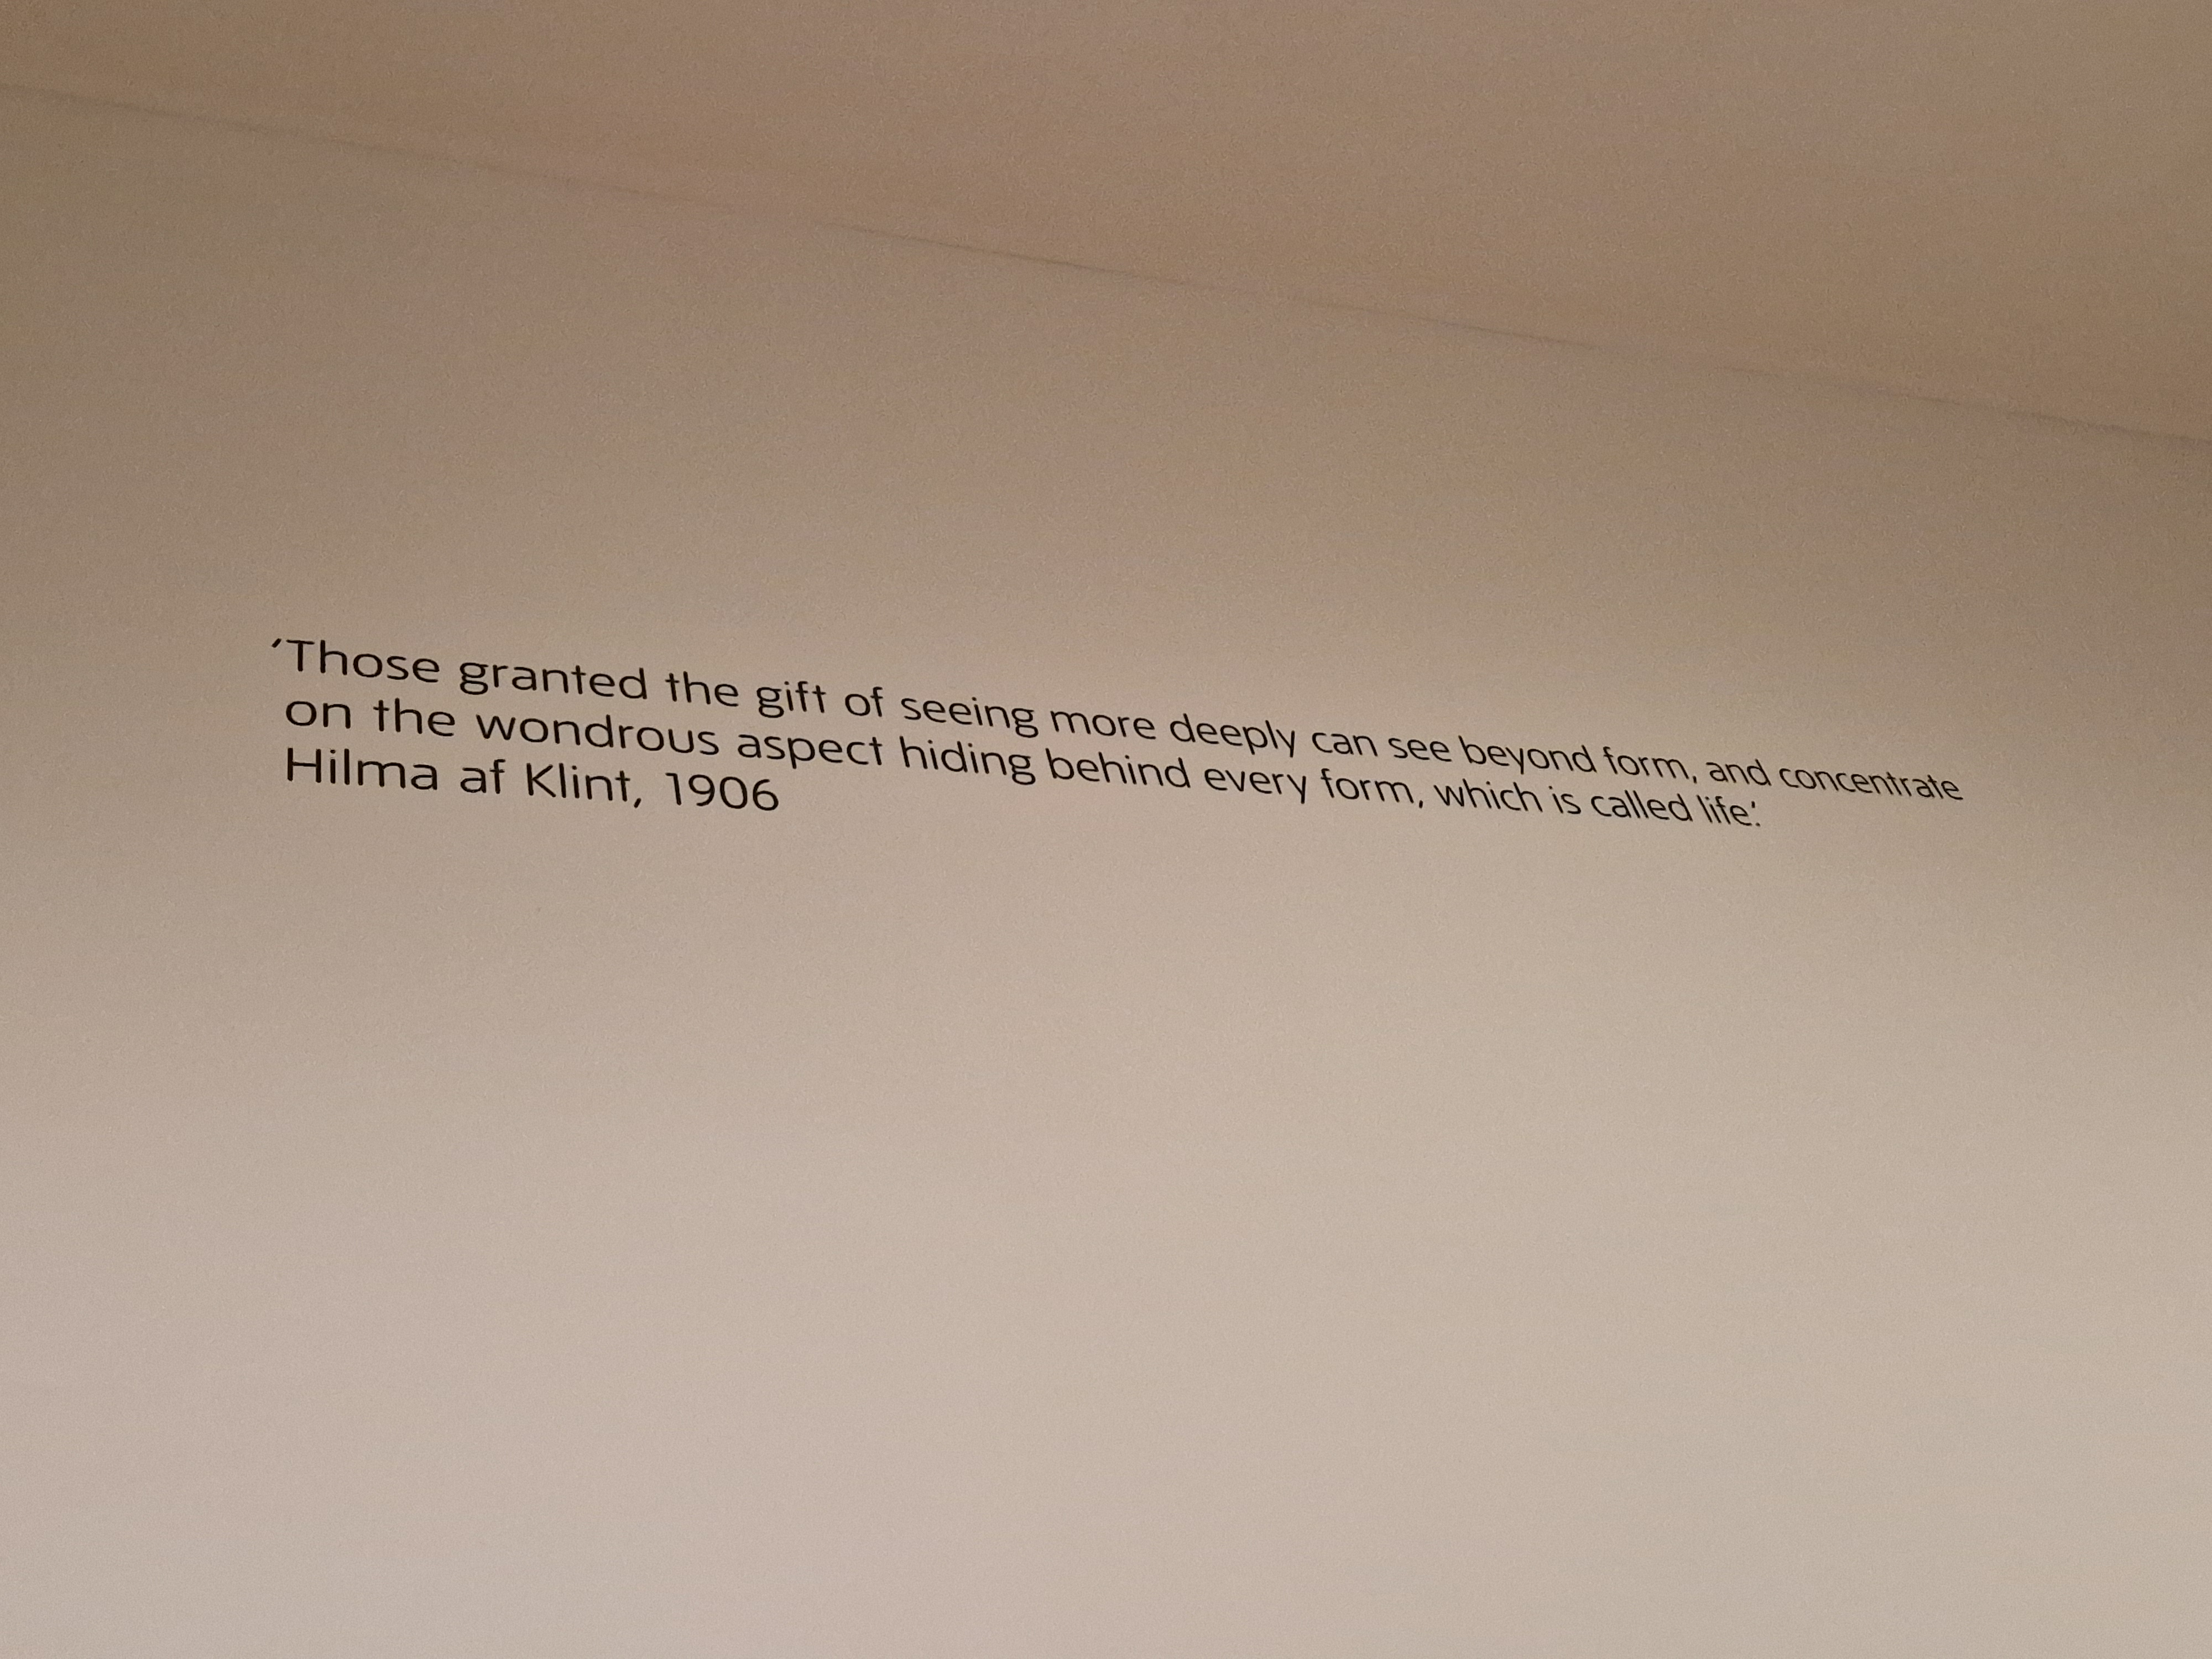 ‘Those granted the gift of seeing more deeply can see beyond form, and concentrate
on the wondrous aspect hiding behind every form, which is called life’.
Hilma af Klint, 1906